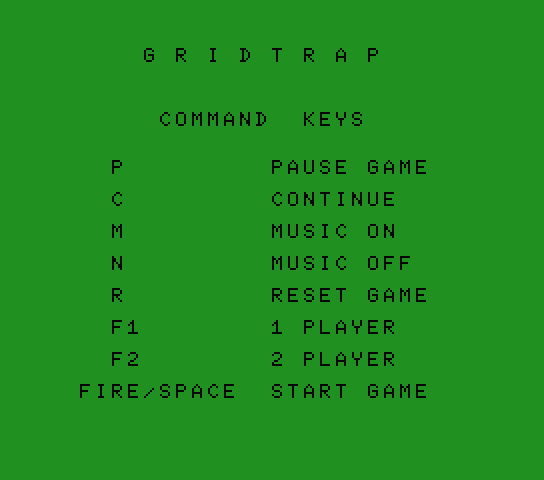 G R I D T R A P
COMMAND KEYS
P PAUSE GAME
C CONTINUE
M MUSIC ON
N MUSIC OFF
R RESET GAME
F1 1 PLAYER
F2 2 PLAYER
FIRE/SPACE START GAME